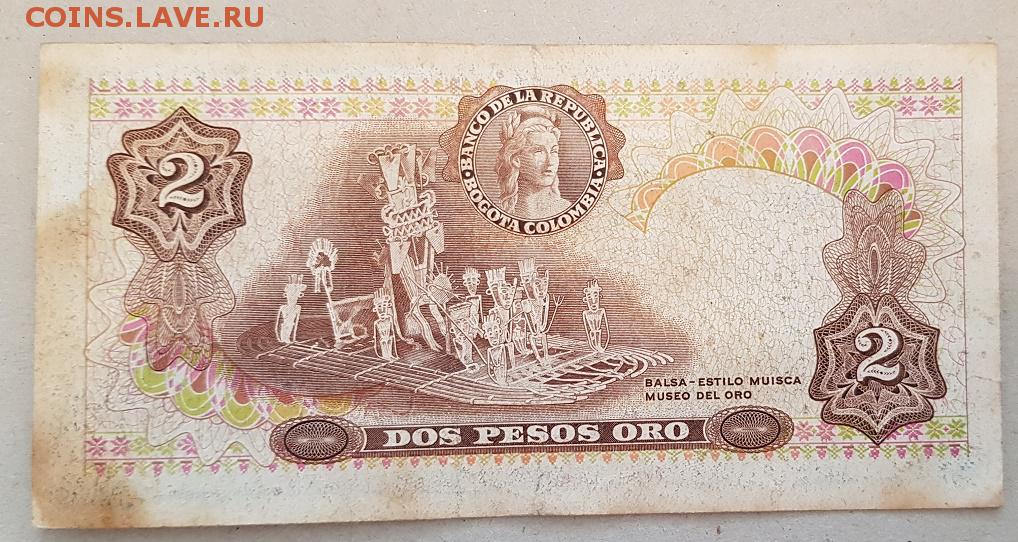 COINS.LAVE.RU
BANCO DE LA REPUBLICA
BOGOTA COLOMBIA
2
2
BALSA-ESTILO MUISCA
MUSEO DEL ORO
DOS PESOS ORO